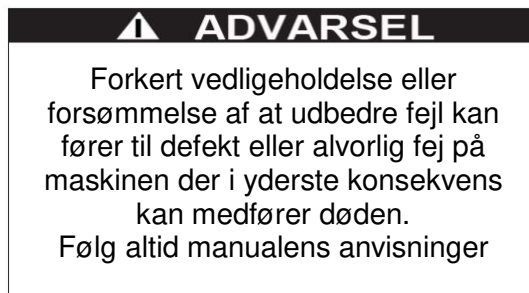 ADVARSEL
Forkert vedligeholdelse eller
forsømmelse af at udbedre fejl kan
fører til defekt eller alvorlig fej på
maskinen der i yderste konsekvens
kan medfører døden.
Følg altid manualens anvisninger